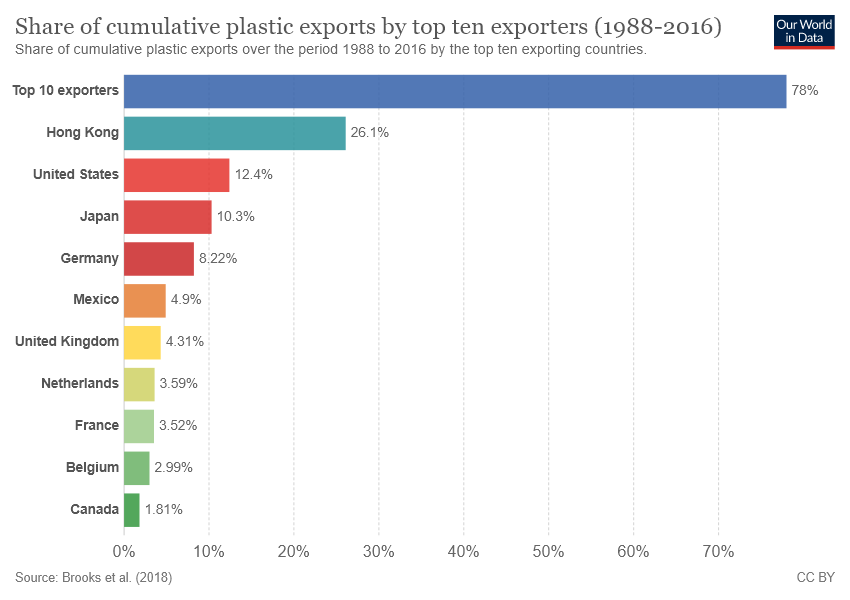 Share of cumulative plastic exports by top ten exporters (1988-2016)
Our World
in Data
Share of cumulative plastic exports over the period 1988 to 2016 by the top ten exporting countries.
Top 10 exporters 78%
Hong Kong 26.1%
United States 12.4%
Japan 10.3%
Germany 8.22%
Mexico 4.9%
United Kingdom 4.31%
Netherlands 3.59%
France 3.52%
Belgium 2.99%
Canada 1.81%
0% 10% 20% 30% 40% 50% 60% 70%
Source: Brooks et al. (2018) CC BY